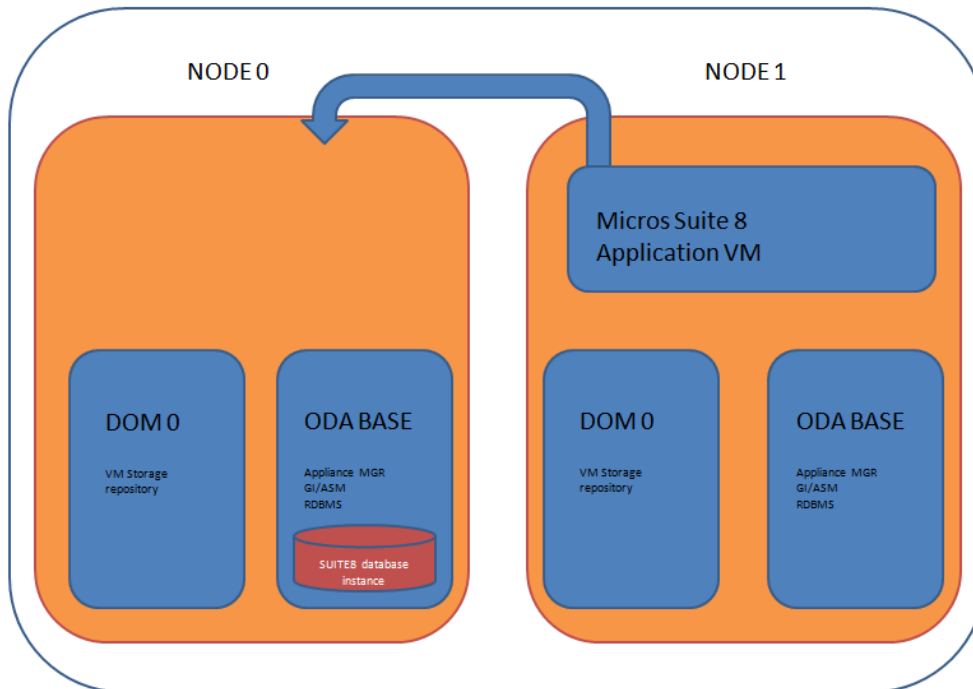 NODE 0
NODE 1
Micros Suite 8
Application VM
DOM 0
VM Storage
repository
ODA BASE
Appliance MGR
GI/ASM
RDBMS
SUITE8 database
instance
DOM 0
VM Storage
repository
ODA BASE
Appliance MGR
GI/ASM
RDBMS